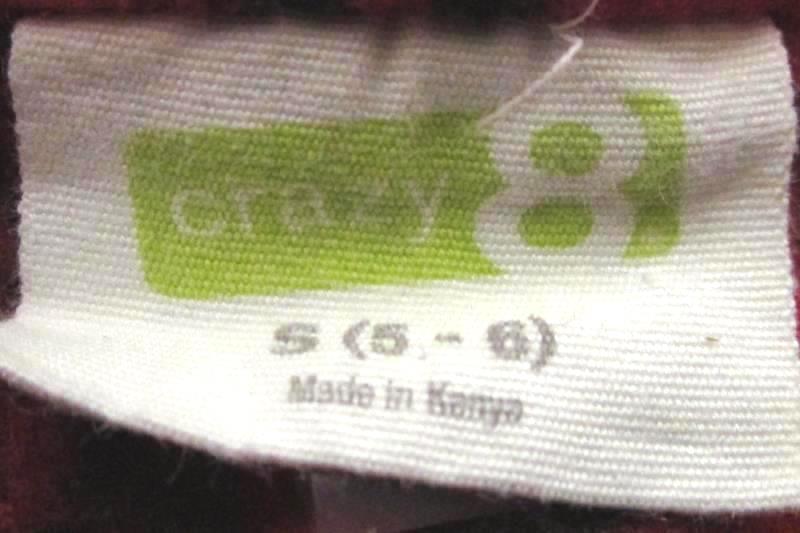 crazy 8
S (5 - 6)
Made in Kenya